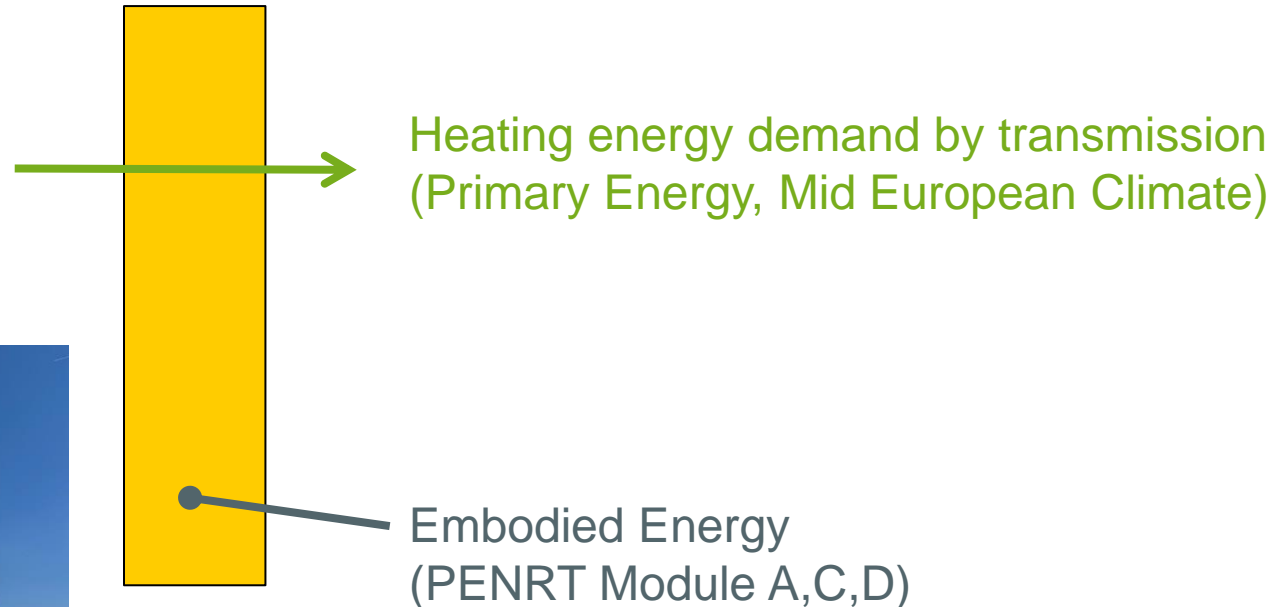 Heating energy demand by transmission
(Primary Energy, Mid European Climate)
Embodied Energy
(PENRT Module A,C,D)